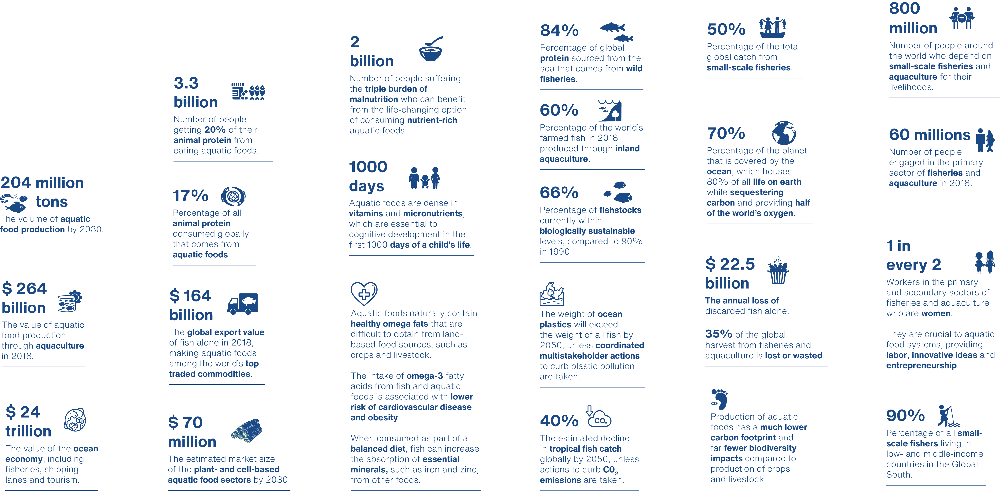 204 million
tons
The volume of aquatic
food production by 2030.
$ 264
billion
The value of aquatic
food production
through aquaculture
in 2018.
$ 24
trillion
The value of the ocean
economy, including
fisheries, shipping
lanes and tourism.
3.3
billion
Number of people
getting 20% of their
animal protein from
eating aquatic foods.
17%
Percentage of all
animal protein
consumed globally
that comes from
aquatic foods.
$ 164
billion
The global export value
of fish alone in 2018,
making aquatic foods
among the world's top
traded commodities.
$ 70
million
The estimated market size
of the plant- and cell-based
aquatic food sectors by 2030.
2
billion
Number of people suffering
the triple burden of
malnutrition who can benefit
from the life-changing option
of consuming nutrient-rich
aquatic foods.
1000
days
Aquatic foods are dense in
vitamins and micronutrients,
which are essential to
cognitive development in the
first 1000 days of a child's life.
Aquatic foods naturally contain
healthy omega fats that are
difficult to obtain from land-
based food sources, such as
crops and livestock.
The intake of omega-3 fatty
acids from fish and aquatic
foods is associated with lower
risk of cardiovascular disease
and obesity.
When consumed as part of a
balanced diet, fish can increase
the absorption of essential
minerals, such as iron and zinc,
from other foods.
84%
Percentage of global
protein sourced from the
sea that comes from wild
fisheries.
60%
Percentage of the world's
farmed fish in 2018
produced through inland
aquaculture.
66%
Percentage of fishstocks
currently within
biologically sustainable
levels, compared to 90%
in 1990.
The weight of ocean
plastics will exceed
the weight of all fish by
2050, unless coordinated
multistakeholder actions
to curb plastic pollution
are taken.
40%
CO₂
The estimated decline
in tropical fish catch
globally by 2050, unless
actions to curb CO₂
emissions are taken.
50%
Percentage of the total
global catch from
small-scale fisheries.
70%
Percentage of the planet
that is covered by the
ocean, which houses
80% of all life on earth
while sequestering
carbon and providing half
of the world's oxygen.
$ 22.5
billion
The annual loss of
discarded fish alone.
35% of the global
harvest from fisheries and
aquaculture is lost or wasted.
CO²
Production of aquatic
foods has a much lower
carbon footprint and
far fewer biodiversity
impacts compared to
production of crops
and livestock.
800
million
Number of people around
the world who depend on
small-scale fisheries and
aquaculture for their
livelihoods.
60 millions
Number of people
engaged in the primary
sector of fisheries and
aquaculture in 2018.
1 in
every 2
Workers in the primary
and secondary sectors of
fisheries and aquaculture
who are women.
They are crucial to aquatic
food systems, providing
labor, innovative ideas and
entrepreneurship.
90%
Percentage of all small-
scale fishers living in
low- and middle-income
countries in the Global
South.